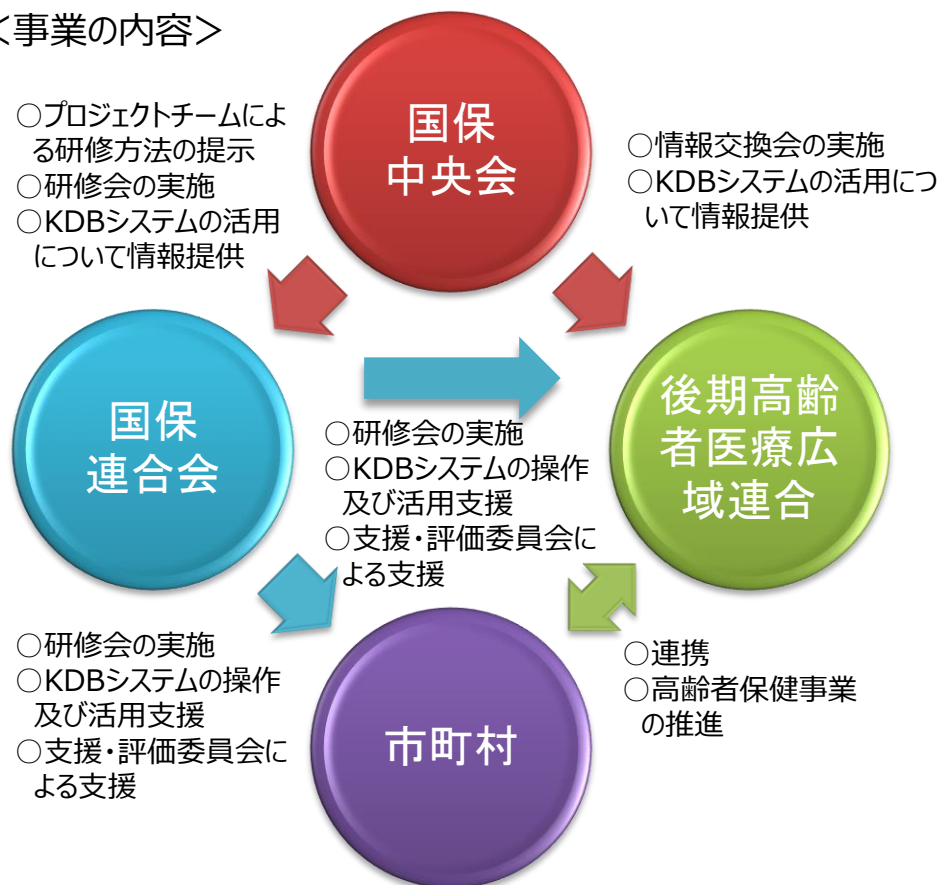 <事業の内容>
国保
中央会
○プロジェクトチームによ
る研修方法の提示
○研修会の実施
○KDBシステムの活用
について情報提供
○情報交換会の実施
○KDBシステムの活用につ
いて情報提供
国保
連合会
後期高齢
者医療広
域連合
○研修会の実施
○KDBシステムの操作
及び活用支援
○支援・評価委員会に
よる支援
○研修会の実施
○KDBシステムの操作
及び活用支援
○支援・評価委員会に
よる支援
市町村
○連携
○高齢者保健事業
の推進